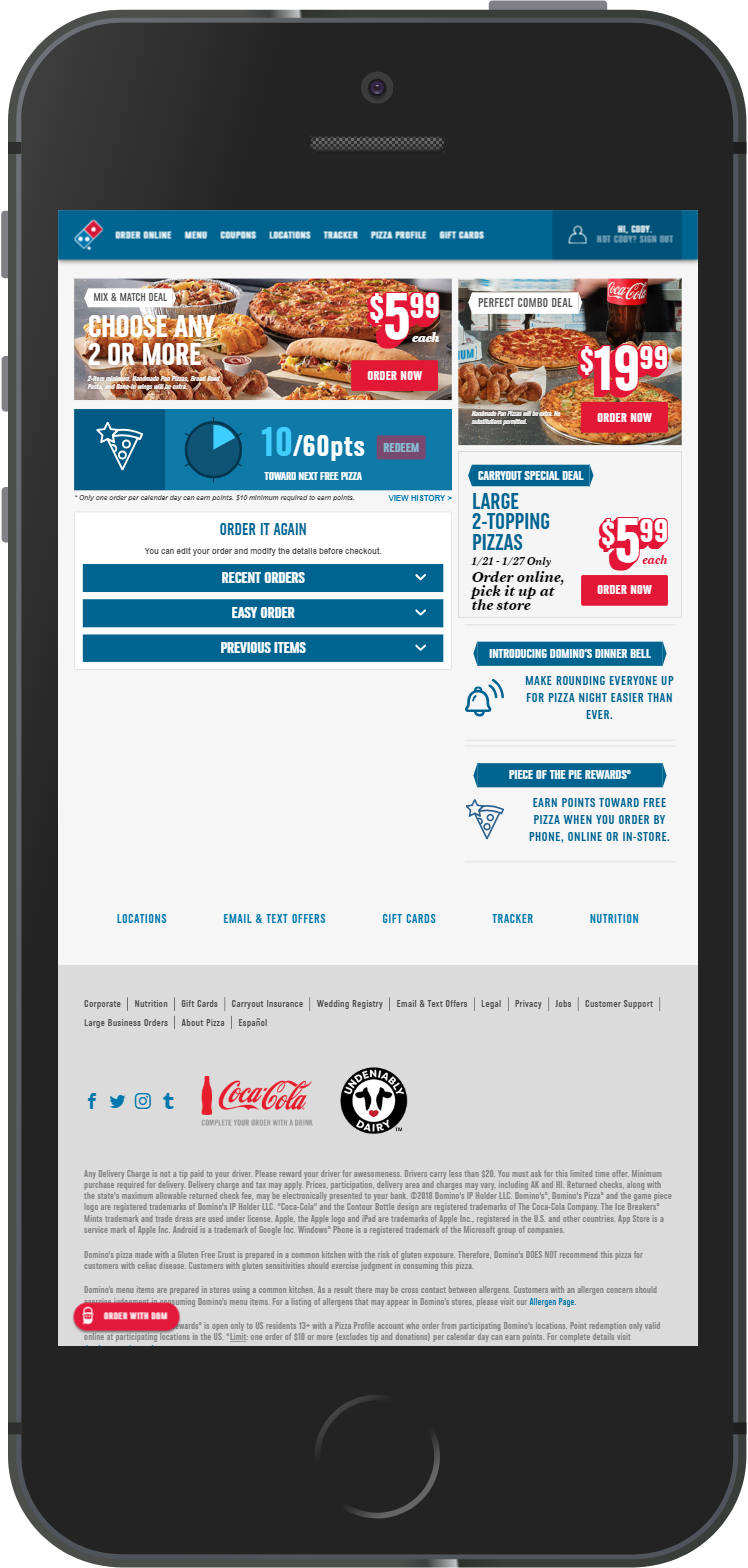 ORDER ONLINE MENU COUPONS LOCATIONS TRACKER PIZZA PROFILE GIFT CARDS
HI, CODY.
NOT CODY? SIGN OUT
MIX & MATCH DEAL
CHOOSE ANY
2 OR MORE
2-item minimum. Handmade Pan Pizzas, Bread Bowl
Pasta, and Bone-in wings will be extra.
$5.99
each
ORDER NOW
10/60pts
REDEEM
TOWARD NEXT FREE PIZZA
* Only one order per calendar day can earn points. $10 minimum required to earn points.
VIEW HISTORY >
ORDER IT AGAIN
You can edit your order and modify the details before checkout.
RECENT ORDERS
EASY ORDER
PREVIOUS ITEMS
PERFECT COMBO DEAL
Coca-Cola
$19.99
Handmade Pan Pizzas will be extra. No
substitutions permitted.
ORDER NOW
CARRYOUT SPECIAL DEAL
LARGE
2-TOPPING
PIZZAS
1/21 - 1/27 Only
Order online,
pick it up at
the store
$5.99
each
ORDER NOW
INTRODUCING DOMINO'S DINNER BELL
MAKE ROUNDING EVERYONE UP
FOR PIZZA NIGHT EASIER THAN
EVER.
PIECE OF THE PIE REWARDS®
EARN POINTS TOWARD FREE
PIZZA WHEN YOU ORDER BY
PHONE, ONLINE OR IN-STORE.
LOCATIONS EMAIL & TEXT OFFERS GIFT CARDS TRACKER NUTRITION
Corporate | Nutrition | Gift Cards | Carryout Insurance | Wedding Registry | Email & Text Offers | Legal | Privacy | Jobs | Customer Support |
Large Business Orders | About Pizza | Español
Coca-Cola
COMPLETE YOUR ORDER WITH A DRINK
UNDENIABLY
DAIRY
TM
Any Delivery Charge is not a tip paid to your driver. Please reward your driver for awesomeness. Drivers carry less than $20. You must ask for this limited time offer. Minimum
purchase required for delivery. Delivery charge and tax may apply. Prices, participation, delivery area and charges may vary, including AK and HI. Returned checks, along with
the state's maximum allowable returned check fee, may be electronically presented to your bank. ©2018 Domino's IP Holder LLC. Domino's®, Domino's Pizza® and the game piece
logo are registered trademarks of Domino's IP Holder LLC. "Coca-Cola" and the Contour Bottle design are registered trademarks of The Coca-Cola Company. The Ice Breakers®
Mints trademark and trade dress are used under license. Apple, the Apple logo and iPad are trademarks of Apple Inc., registered in the U.S. and other countries. App Store is a
service mark of Apple Inc. Android is a trademark of Google Inc. Windows® Phone is a registered trademark of the Microsoft group of companies.
Domino's pizza made with a Gluten Free Crust is prepared in a common kitchen with the risk of gluten exposure. Therefore, Domino's DOES NOT recommend this pizza for
customers with celiac disease. Customers with gluten sensitivities should exercise judgment in consuming this pizza.
Domino's menu items are prepared in stores using a common kitchen. As a result there may be cross contact between allergens. Customers with an allergen concern should
exercise judgement in consuming Domino's menu items. For a listing of allergens that may appear in Domino's stores, please visit our Allergen Page.
ORDER WITH DOM
is open only to US residents 13+ with a Pizza Profile account who order from participating Domino's locations. Point redemption only valid
online at participating locations in the US. *Limit: one order of $10 or more (excludes tip and donations) per calendar day can earn points. For complete details visit